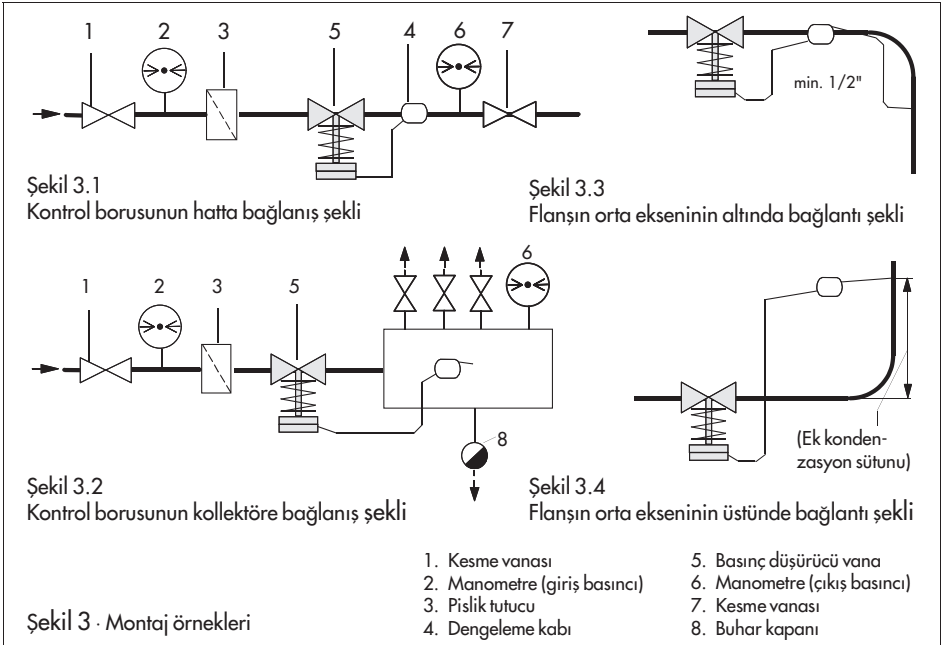 1 2 3 5 4 6 7
Şekil 3.1
Kontrol borusunun hatta bağlanış şekli
min. 1/2"
Şekil 3.3
Flanşın orta ekseninin altında bağlantı şekli
1 2 3 5 6
8
Şekil 3.2
Kontrol borusunun kollektöre bağlanış şekli
(Ek konden-
zasyon sütunu)
Şekil 3.4
Flanşın orta ekseninin üstünde bağlantı şekli
1. Kesme vanası
2. Manometre (giriş basıncı)
3. Pislik tutucu
4. Dengeleme kabı
5. Basınç düşürücü vana
6. Manometre (çıkış basıncı)
7. Kesme vanası
8. Buhar kapanı
Şekil 3 · Montaj örnekleri